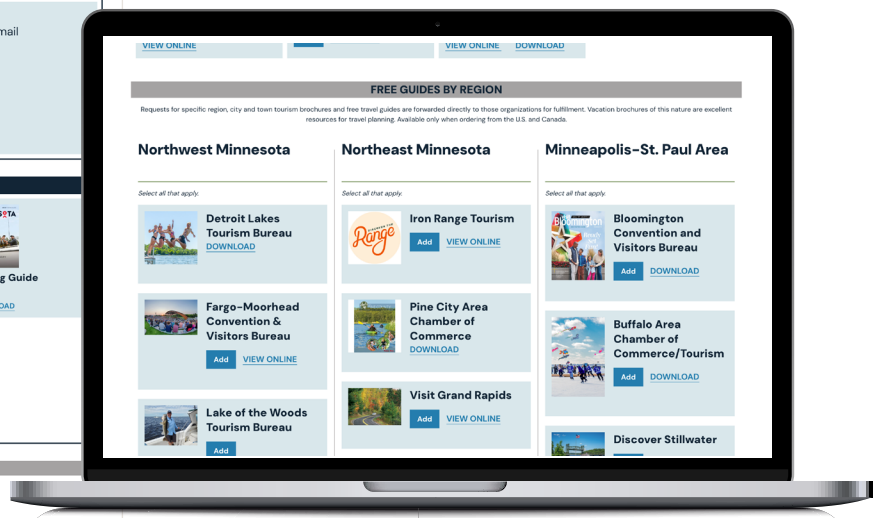 mail
SOTA
g Guide
OAD
VIEW ONLINE
Add
VIEW ONLINE DOWNLOAD
FREE GUIDES BY REGION
Requests for specific region, city and town tourism brochures and free travel guides are forwarded directly to those organizations for fulfillment. Vacation brochures of this nature are excellent
resources for travel planning. Available only when ordering from the U.S. and Canada.
Northwest Minnesota
Select all that apply.
Detroit Lakes
Tourism Bureau
DOWNLOAD
Fargo-Moorhead
Convention &
Visitors Bureau
Add VIEW ONLINE
Lake of the Woods
Tourism Bureau
Add
Northeast Minnesota
Select all that apply.
Range
Iron Range Tourism
Add VIEW ONLINE
Pine City Area
Chamber of
Commerce
DOWNLOAD
Visit Grand Rapids
Add VIEW ONLINE
Minneapolis-St. Paul Area
Select all that apply.
Bloomington
Bloomington
Convention and
Visitors Bureau
Add DOWNLOAD
Buffalo Area
Chamber of
Commerce/Tourism
Add DOWNLOAD
Discover Stillwater